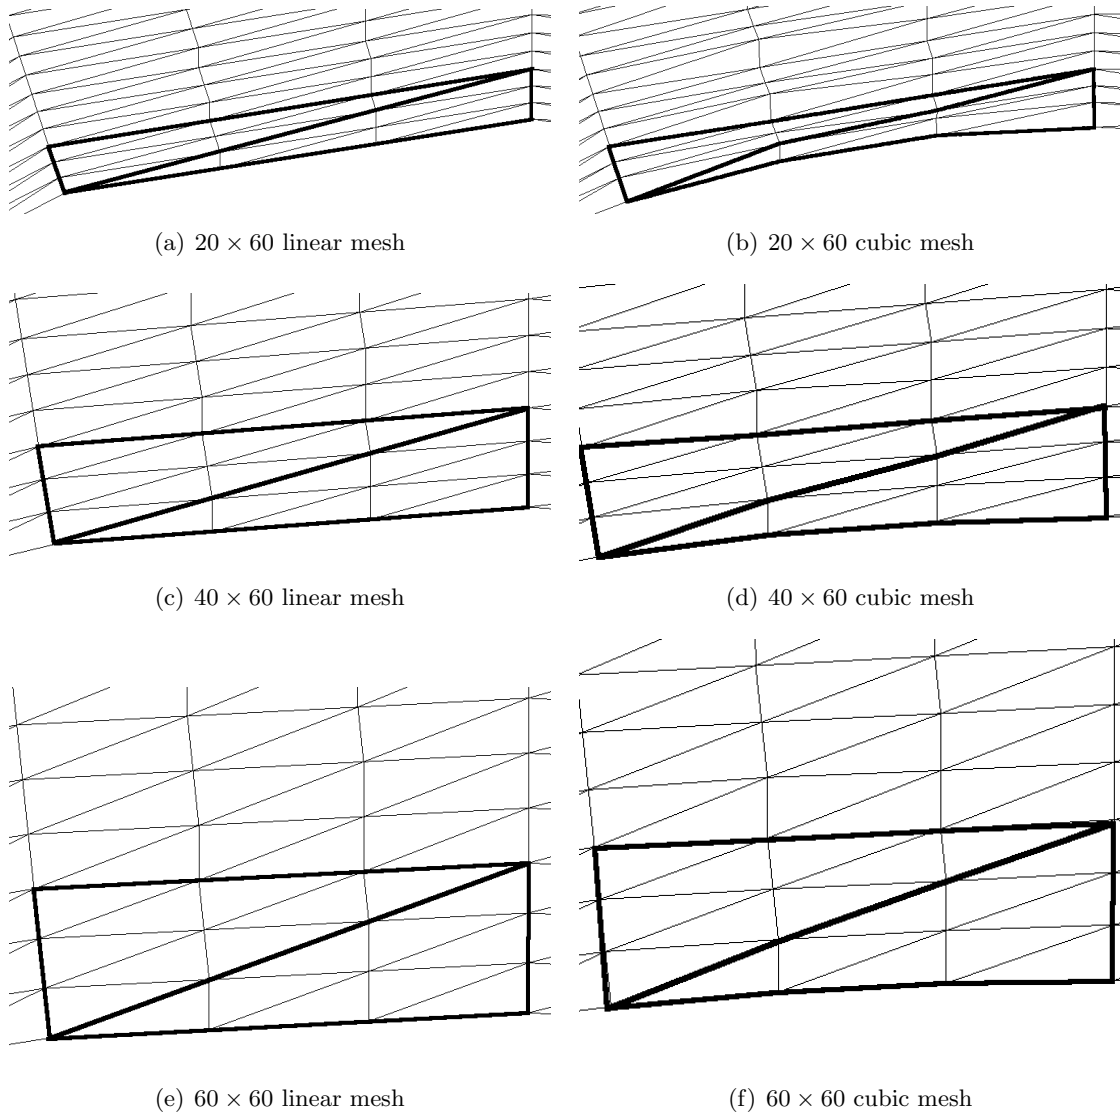 (a) 20 × 60 linear mesh
(b) 20 × 60 cubic mesh
(c) 40 × 60 linear mesh
(d) 40 × 60 cubic mesh
(e) 60 × 60 linear mesh
(f) 60 × 60 cubic mesh